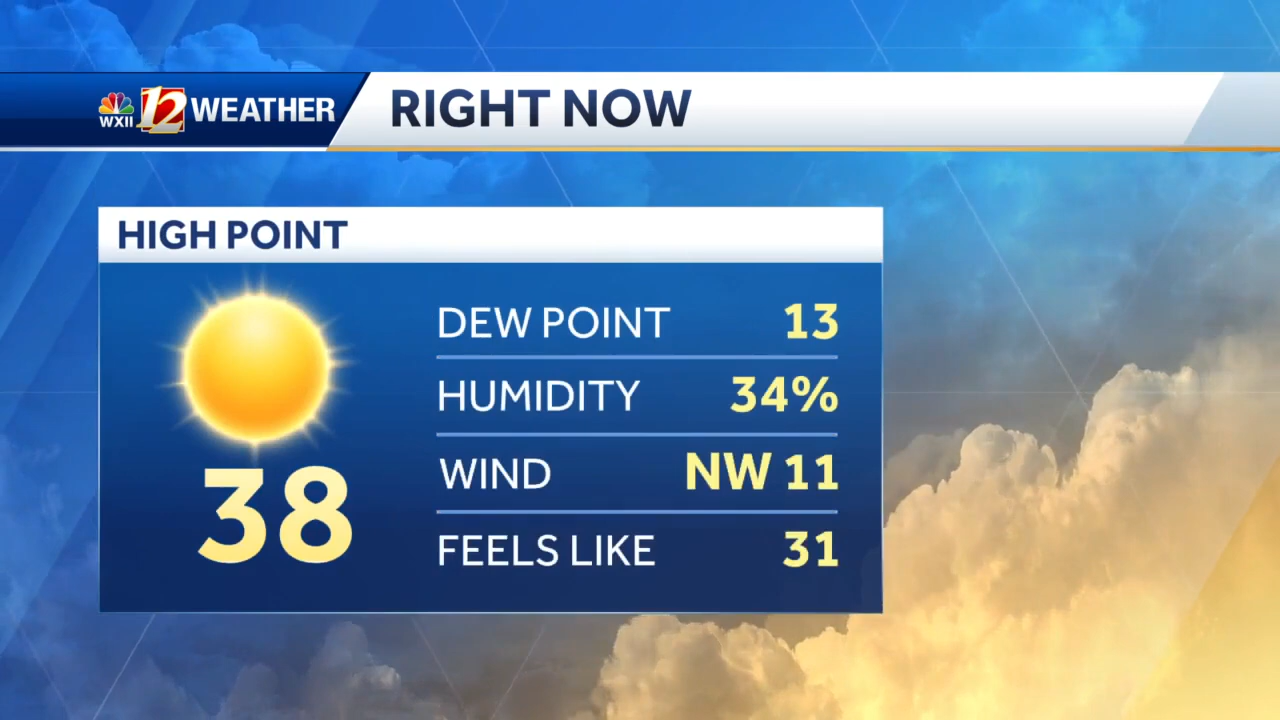 WXII 12 WEATHER
RIGHT NOW
HIGH POINT
38
DEW POINT 13
HUMIDITY 34%
WIND NW 11
FEELS LIKE 31